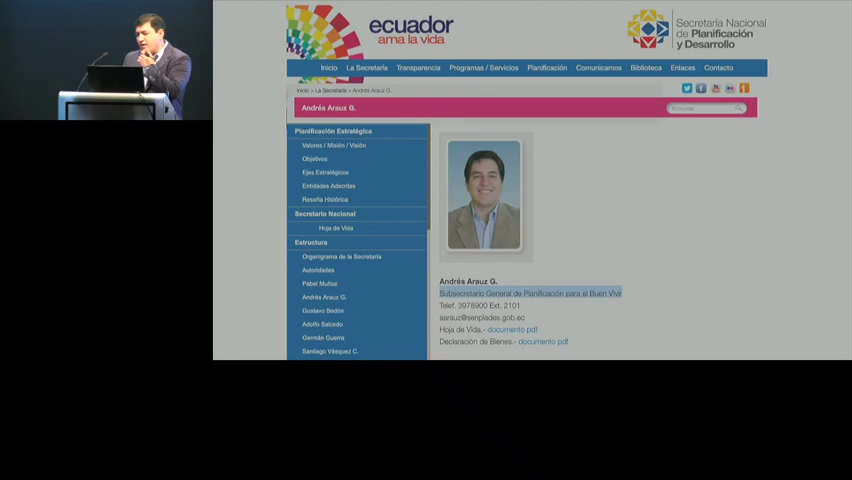 ecuador
ama la vida
Secretaría Nacional
de Planificación
y Desarrollo
Inicio La Secretaría Transparencia Programas / Servicios Planificación Comunicamos Biblioteca Enlaces Contacto
Inicio > La Secretaría > Andrés Arauz G.
Andrés Arauz G.
Planificación Estratégica
Valores / Misión / Visión
Objetivos
Ejes Estratégicos
Entidades Adscritas
Reseña Histórica
Secretario Nacional
Hoja de Vida
Estructura
Organigrama de la Secretaría
Autoridades
Pabel Muñoz
Andrés Arauz G.
Gustavo Bedón
Adolfo Salcedo
Germán Guerra
Santiago Vásquez C.
Andrés Arauz G.
Subsecretario General de Planificación para el Buen Vivir
Telef. 3978900 Ext. 2101
aarauz@senplades.gob.ec
Hoja de Vida.- documento pdf
Declaración de Bienes.- documento pdf